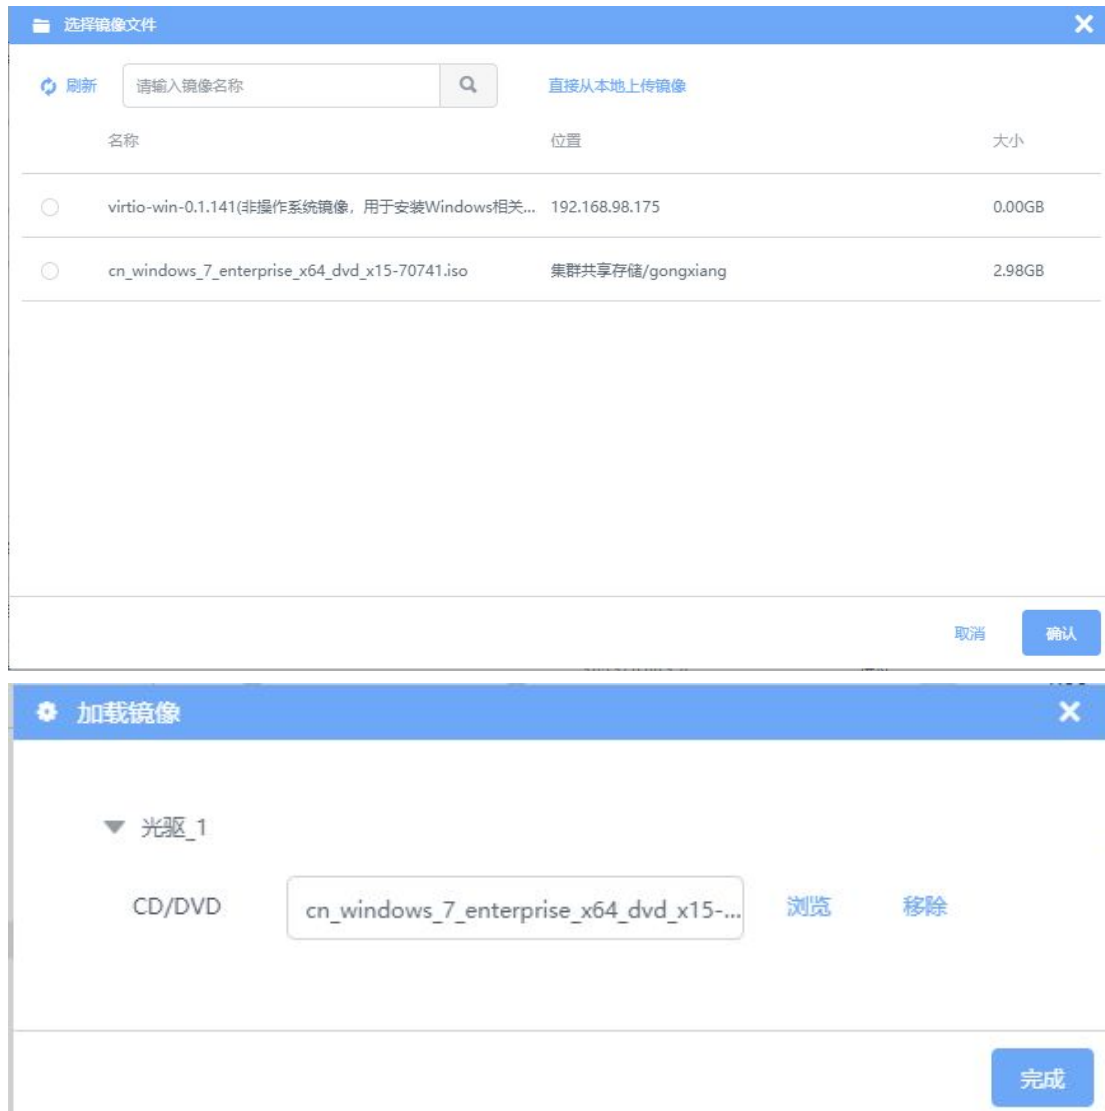 选择镜像文件
刷新 请输入镜像名称 直接从本地上传镜像
名称 位置 大小
virtio-win-0.1.141(非操作系统镜像，用于安装Windows相关... 192.168.98.175 0.00GB
cn_windows_7_enterprise_x64_dvd_x15-70741.iso 集群共享存储/gongxiang 2.98GB
取消 确认
加载镜像
光驱_1
CD/DVD cn_windows_7_enterprise_x64_dvd_x15-... 浏览 移除
完成